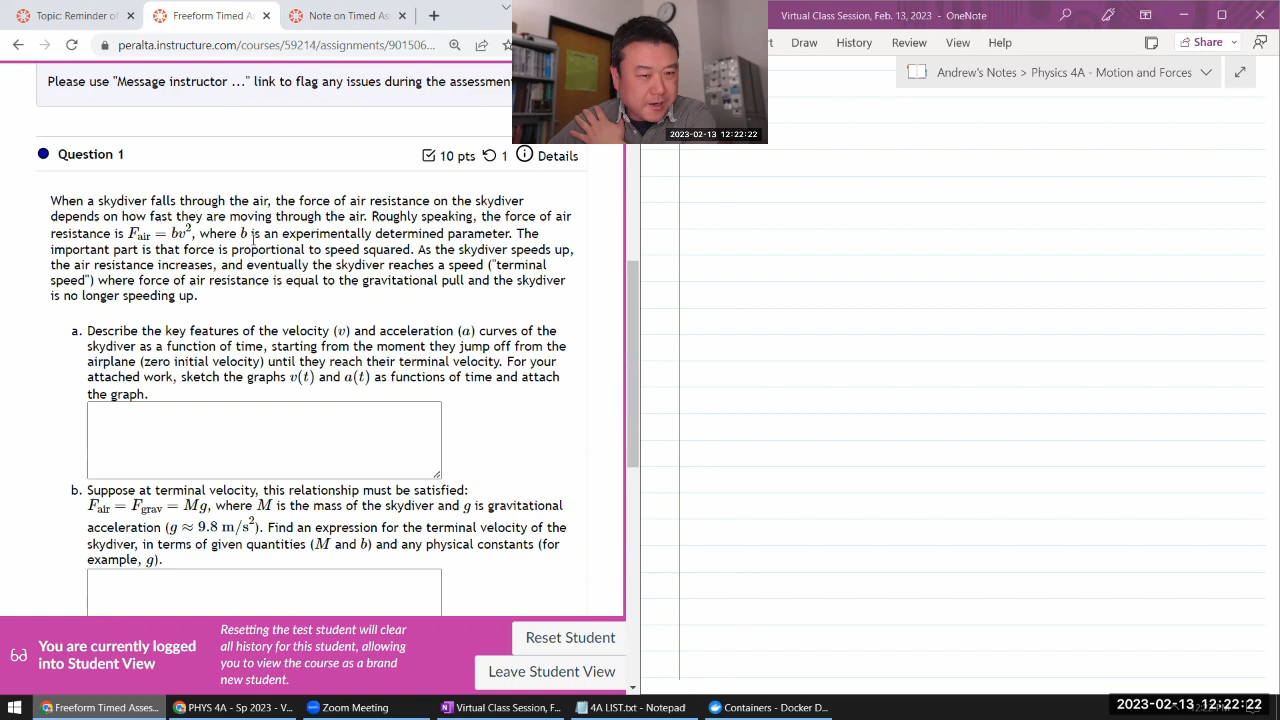 Topic: Reminder of
Freeform Timed As
Note on Timed Ass
Virtual Class Session, Feb. 13, 2023 - OneNote
peralta.instructure.com/courses/59214/assignments/901506...
Draw History Review View Help Share
Andrew's Notes > Physics 4A - Motion and Forces
Please use "Message instructor ..." link to flag any issues during the assessmen
2023-02-13 12:22:22
Question 1
10 pts 1 Details
When a skydiver falls through the air, the force of air resistance on the skydiver
depends on how fast they are moving through the air. Roughly speaking, the force of air
resistance is F_air = bv², where b is an experimentally determined parameter. The
important part is that force is proportional to speed squared. As the skydiver speeds up,
the air resistance increases, and eventually the skydiver reaches a speed ("terminal
speed") where force of air resistance is equal to the gravitational pull and the skydiver
is no longer speeding up.
a. Describe the key features of the velocity (v) and acceleration (a) curves of the
skydiver as a function of time, starting from the moment they jump off from the
airplane (zero initial velocity) until they reach their terminal velocity. For your
attached work, sketch the graphs v(t) and a(t) as functions of time and attach
the graph.
b. Suppose at terminal velocity, this relationship must be satisfied:
F_air = F_grav = Mg, where M is the mass of the skydiver and g is gravitational
acceleration (g ≈ 9.8 m/s²). Find an expression for the terminal velocity of the
skydiver, in terms of given quantities (M and b) and any physical constants (for
example, g).
You are currently logged
into Student View
Resetting the test student will clear
all history for this student, allowing
you to view the course as a brand
new student.
Reset Student
Leave Student View
Freeform Timed Asses...
PHYS 4A - Sp 2023 - V...
Zoom Meeting
Virtual Class Session, F...
4A LIST.txt - Notepad
Containers - Docker D...
2023-02-13 12:22:22